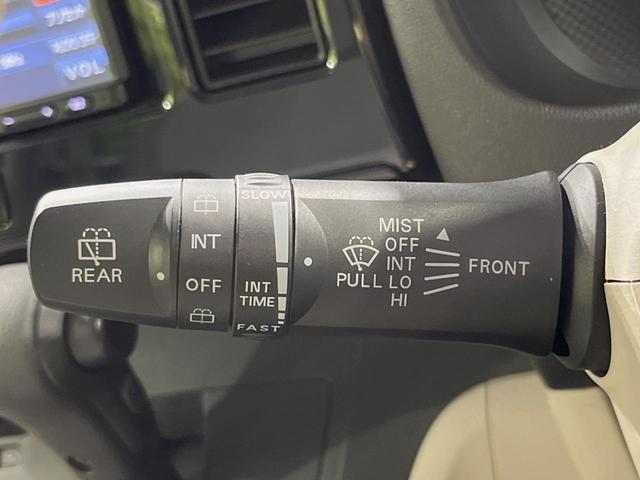 VOL
REAR
INT
OFF
SLOW
INT
TIME
FAST
MIST
OFF
INT
PULL LO
HI
FRONT